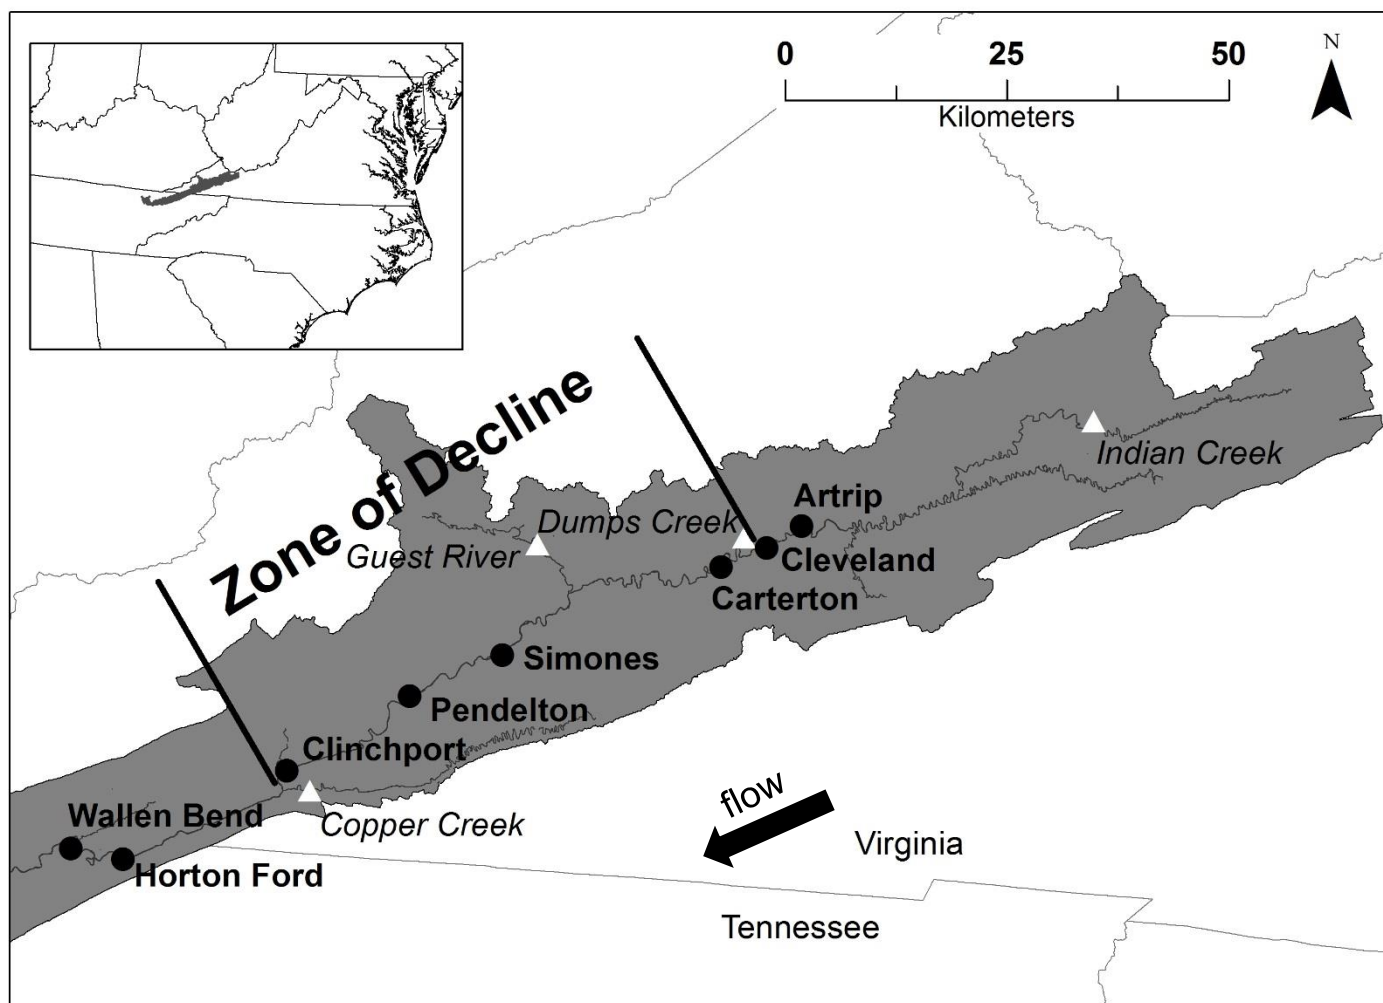 0 25 50
Kilometers
N
Zone of Decline
Indian Creek
Artrip
Dumps Creek
Guest River
Cleveland
Carterton
Simones
Pendelton
Clinchport
Wallen Bend
Copper Creek
Horton Ford
flow
Virginia
Tennessee